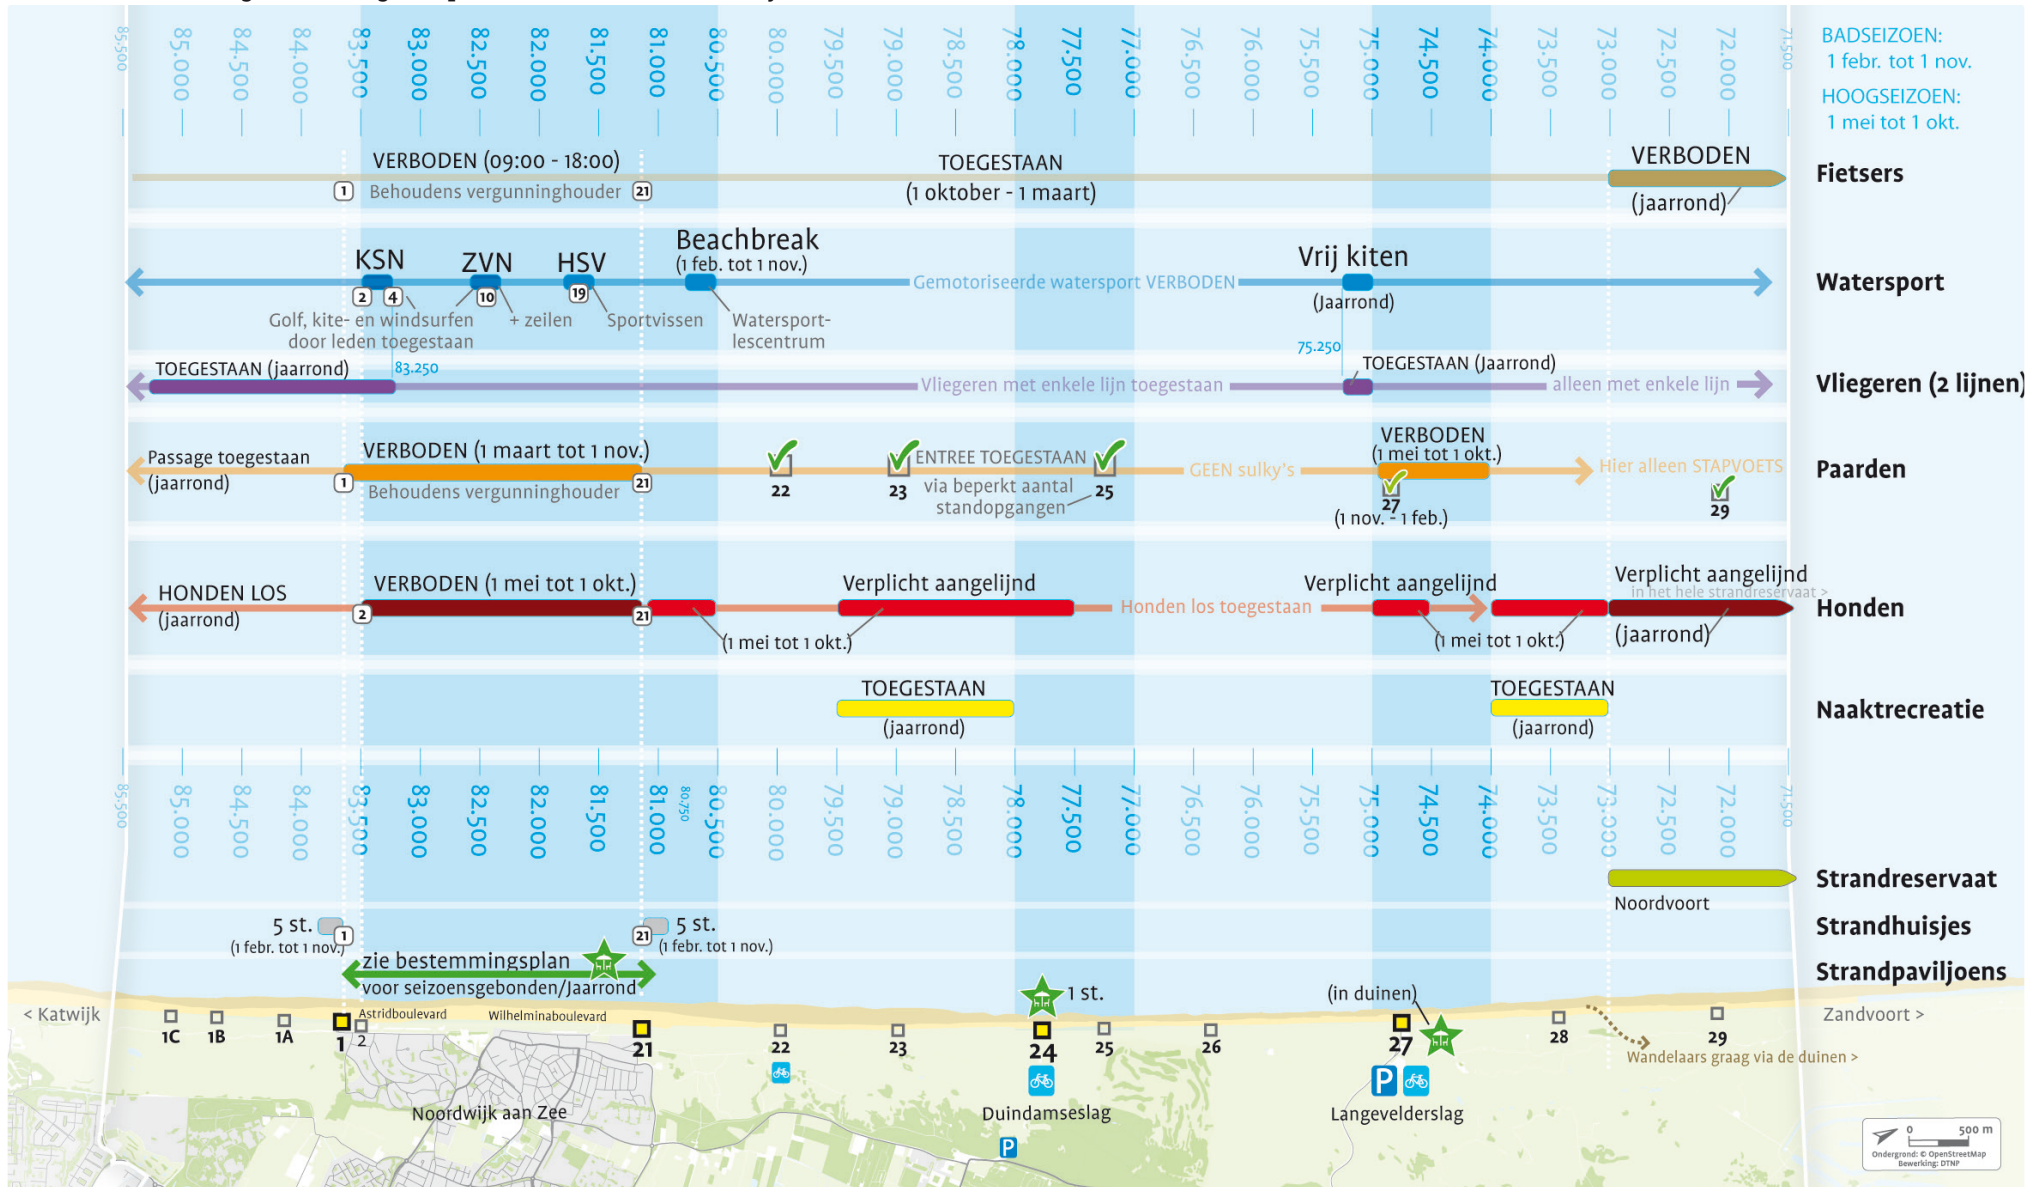 85.500 85.000 84.500 84.000 83.500 83.000 82.500 82.000 81.500 81.000 80.500 80.000 79.500 79.000 78.500 78.000 77.500 77.000 76.500 76.000 75.500 75.000 74.500 74.000 73.500 73.000 72.500 72.000 71.500
BADSEIZOEN:
1 febr. tot 1 nov.
HOOGSEIZOEN:
1 mei tot 1 okt.
VERBODEN (09:00 - 18:00)
1 Behoudens vergunninghouder 21
TOEGESTAAN
(1 oktober - 1 maart)
VERBODEN
(jaarrond)
Fietsers
KSN
2 4
ZVN
10
HSV
19
Beachbreak
(1 feb. tot 1 nov.)
Golf, kite- en windsurfen
door leden toegestaan
+ zeilen
Sportvissen
Watersport-
lescentrum
Gemotoriseerde watersport VERBODEN
Vrij kiten
(Jaarrond)
Watersport
TOEGESTAAN (jaarrond)
83.250
Vliegeren met enkele lijn toegestaan
75.250
TOEGESTAAN (Jaarrond)
alleen met enkele lijn
Vliegeren (2 lijnen)
Passage toegestaan
(jaarrond)
VERBODEN (1 maart tot 1 nov.)
1 Behoudens vergunninghouder 21
22
23
ENTREE TOEGESTAAN
via beperkt aantal
standopgangen
25
GEEN sulky's
VERBODEN
(1 mei tot 1 okt.)
27
(1 nov. - 1 feb.)
Hier alleen STAPVOETS
29
Paarden
HONDEN LOS
(jaarrond)
VERBODEN (1 mei tot 1 okt.)
2 21
Verplicht aangelijnd
(1 mei tot 1 okt.)
Honden los toegestaan
Verplicht aangelijnd
(1 mei tot 1 okt.)
Verplicht aangelijnd
in het hele strandreservaat >
(jaarrond)
Honden
TOEGESTAAN
(jaarrond)
TOEGESTAAN
(jaarrond)
Naaktrecreatie
85.500 85.000 84.500 84.000 83.500 83.000 82.500 82.000 81.500 81.000 80.750 80.500 80.000 79.500 79.000 78.500 78.000 77.500 77.000 76.500 76.000 75.500 75.000 74.500 74.000 73.500 73.000 72.500 72.000 71.500
Noordvoort
Strandreservaat
5 st.
(1 febr. tot 1 nov.)
1
21
5 st.
(1 febr. tot 1 nov.)
Strandhuisjes
zie bestemmingsplan
voor seizoensgebonden/Jaarrond
1 st.
(in duinen)
Strandpaviljoens
< Katwijk
Astridboulevard
Wilhelminaboulevard
Zandvoort >
1C 1B 1A 1 2 21 22 23 24 25 26 27 28 29
Wandelaars graag via de duinen >
P
Noordwijk aan Zee
Duindamseslag
Langevelderslag
P
0 500 m
Ondergrond: © OpenStreetMap
Bewerking: DTNP